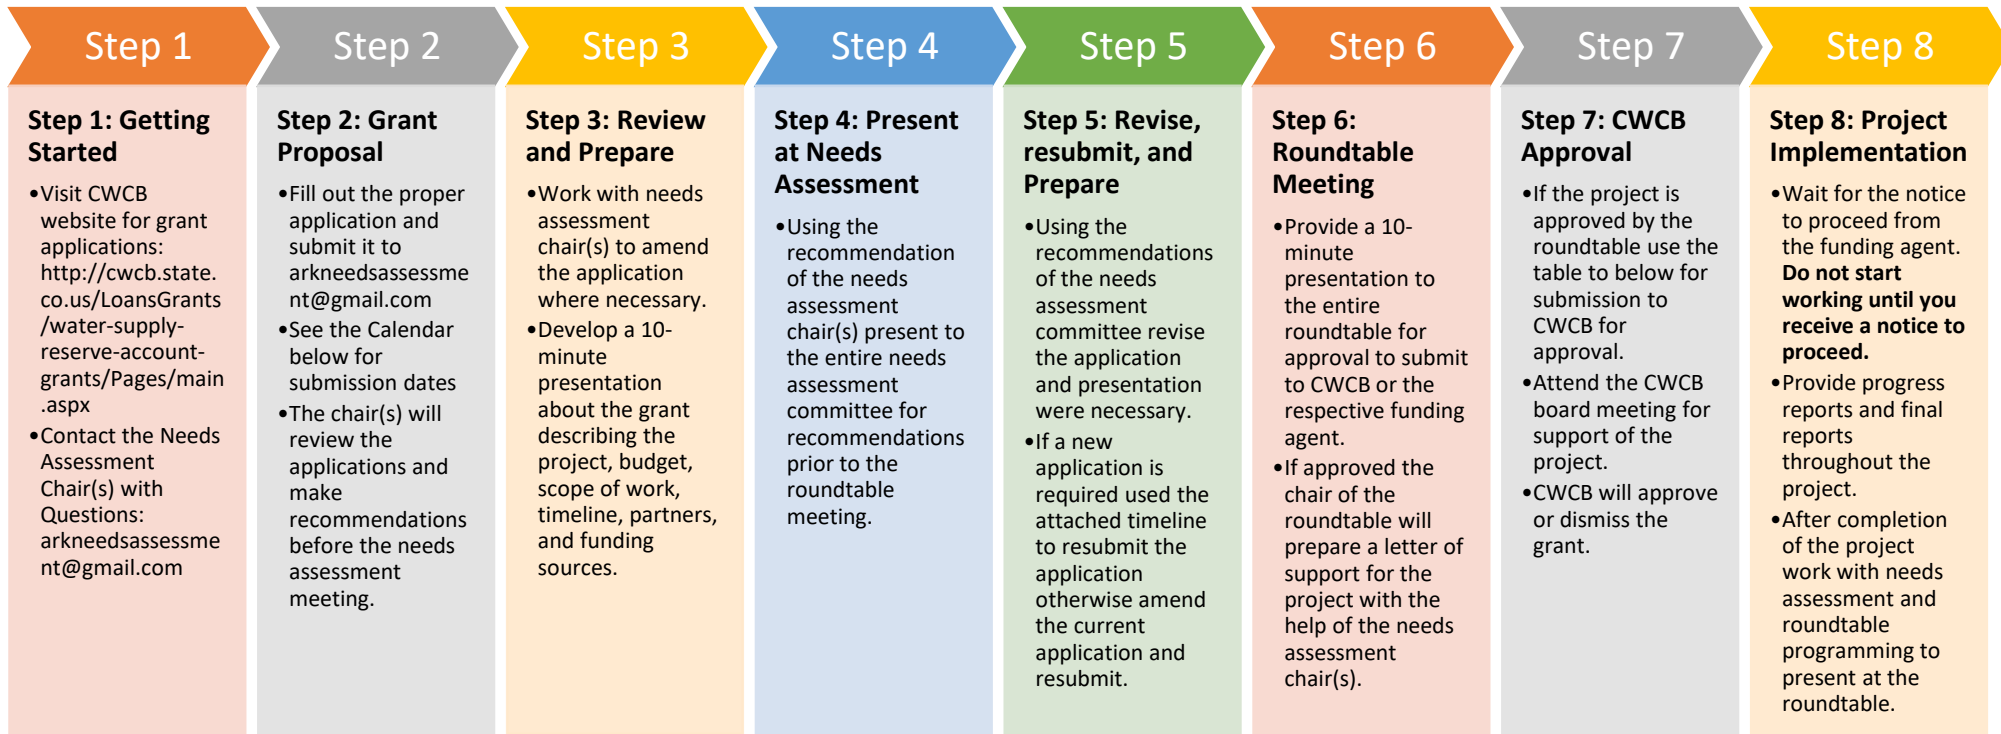 Step 1
Step 2
Step 3
Step 4
Step 5
Step 6
Step 7
Step 8
Step 1: Getting
Started
•Visit CWCB
website for grant
applications:
http://cwcb.state.
co.us/LoansGrants
/water-supply-
reserve-account-
grants/Pages/main
.aspx
•Contact the Needs
Assessment
Chair(s) with
Questions:
arkneedsassessme
nt@gmail.com
Step 2: Grant
Proposal
•Fill out the proper
application and
submit it to
arkneedsassessme
nt@gmail.com
•See the Calendar
below for
submission dates
•The chair(s) will
review the
applications and
make
recommendations
before the needs
assessment
meeting.
Step 3: Review
and Prepare
•Work with needs
assessment
chair(s) to amend
the application
where necessary.
•Develop a 10-
minute
presentation
about the grant
describing the
project, budget,
scope of work,
timeline, partners,
and funding
sources.
Step 4: Present
at Needs
Assessment
•Using the
recommendation
of the needs
assessment
chair(s) present to
the entire needs
assessment
committee for
recommendations
prior to the
roundtable
meeting.
Step 5: Revise,
resubmit, and
Prepare
•Using the
recommendations
of the needs
assessment
committee revise
the application
and presentation
were necessary.
•If a new
application is
required used the
attached timeline
to resubmit the
application
otherwise amend
the current
application and
resubmit.
Step 6:
Roundtable
Meeting
•Provide a 10-
minute
presentation to
the entire
roundtable for
approval to submit
to CWCB or the
respective funding
agent.
•If approved the
chair of the
roundtable will
prepare a letter of
support for the
project with the
help of the needs
assessment
chair(s).
Step 7: CWCB
Approval
•If the project is
approved by the
roundtable use the
table to below for
submission to
CWCB for
approval.
•Attend the CWCB
board meeting for
support of the
project.
•CWCB will approve
or dismiss the
grant.
Step 8: Project
Implementation
•Wait for the notice
to proceed from
the funding agent.
Do not start
working until you
receive a notice to
proceed.
•Provide progress
reports and final
reports
throughout the
project.
•After completion
of the project
work with needs
assessment and
roundtable
programming to
present at the
roundtable.